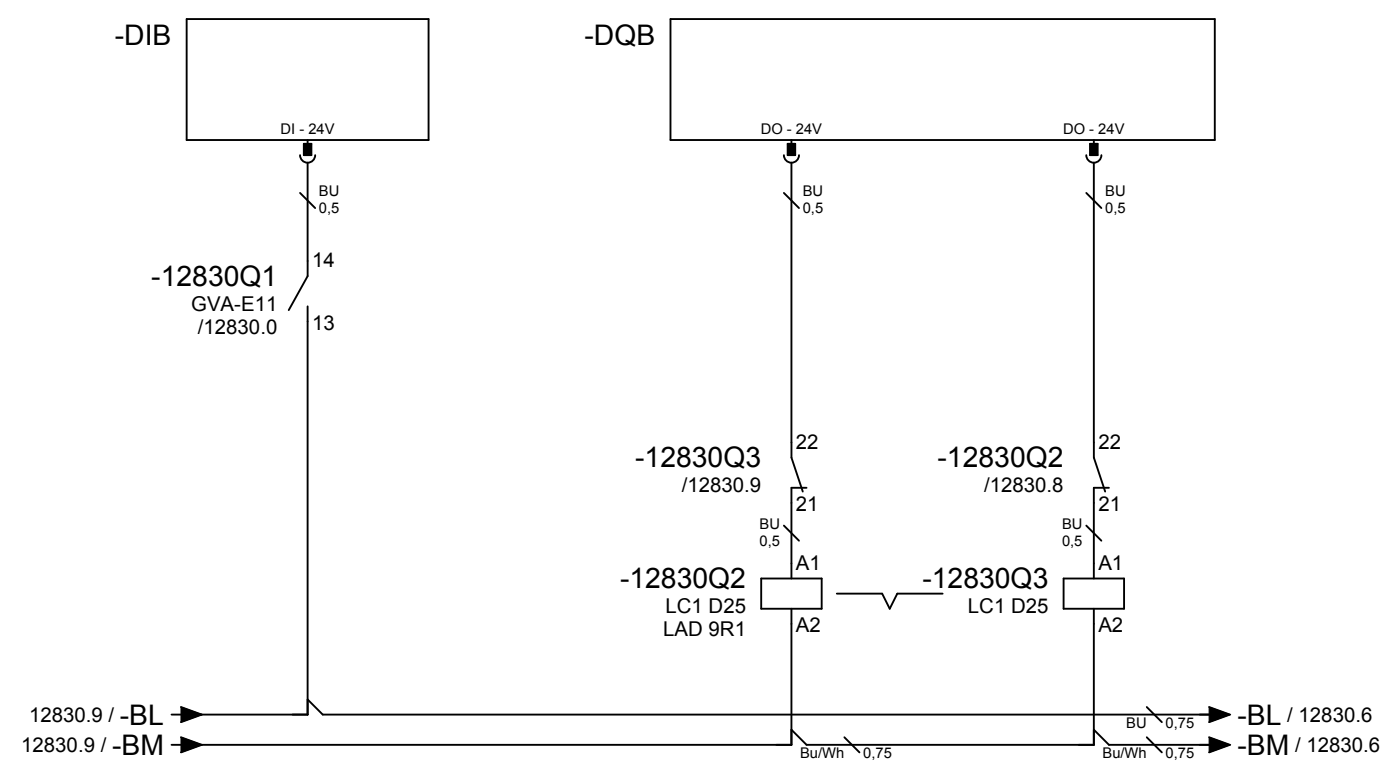 -DIB
-DQB
DI - 24V
DO - 24V
DO - 24V
BU
0,5
BU
0,5
BU
0,5
-12830Q1
GVA-E11
/12830.0
14
13
-12830Q3
/12830.9
22
21
-12830Q2
/12830.8
22
21
BU
0,5
BU
0,5
-12830Q2
LC1 D25
LAD 9R1
A1
A2
-12830Q3
LC1 D25
A1
A2
12830.9 / -BL
BU 0,75
-BL / 12830.6
12830.9 / -BM
Bu/Wh 0,75
Bu/Wh 0,75
-BM / 12830.6